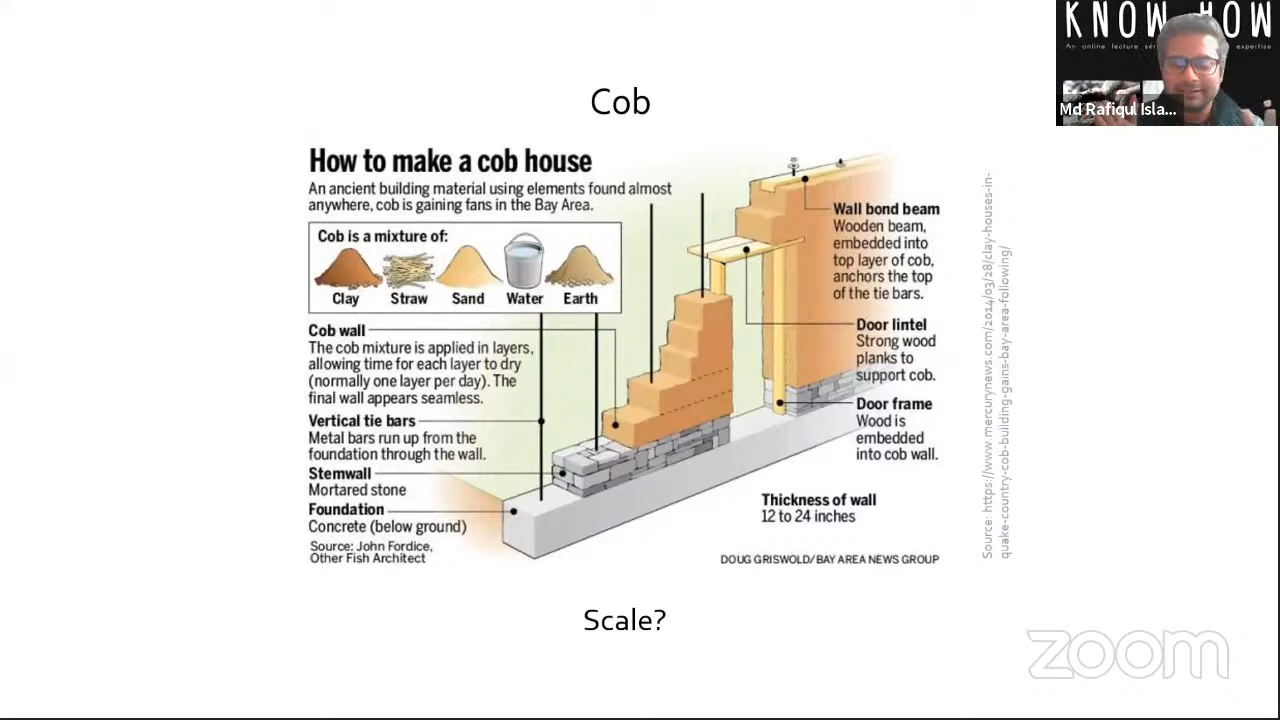 KNOW HOW
An online lecture ser expertise
Md Rafiqul Isla...
Cob
How to make a cob house
An ancient building material using elements found almost
anywhere, cob is gaining fans in the Bay Area.
Cob is a mixture of:
Clay Straw Sand Water Earth
Cob wall
The cob mixture is applied in layers,
allowing time for each layer to dry
(normally one layer per day). The
final wall appears seamless.
Vertical tie bars
Metal bars run up from the
foundation through the wall.
Stemwall
Mortared stone
Foundation
Concrete (below ground)
Source: John Fordice,
Other Fish Architect
Wall bond beam
Wooden beam,
embedded into
top layer of cob,
anchors the top
of the tie bars.
Door lintel
Strong wood
planks to
support cob.
Door frame
Wood is
embedded
into cob wall.
Thickness of wall
12 to 24 inches
DOUG GRISWOLD/BAY AREA NEWS GROUP
Source: https://www.mercurynews.com/2014/03/28/clay-houses-in-
quake-country-cob-building-gains-bay-area-following/
Scale?
zoom